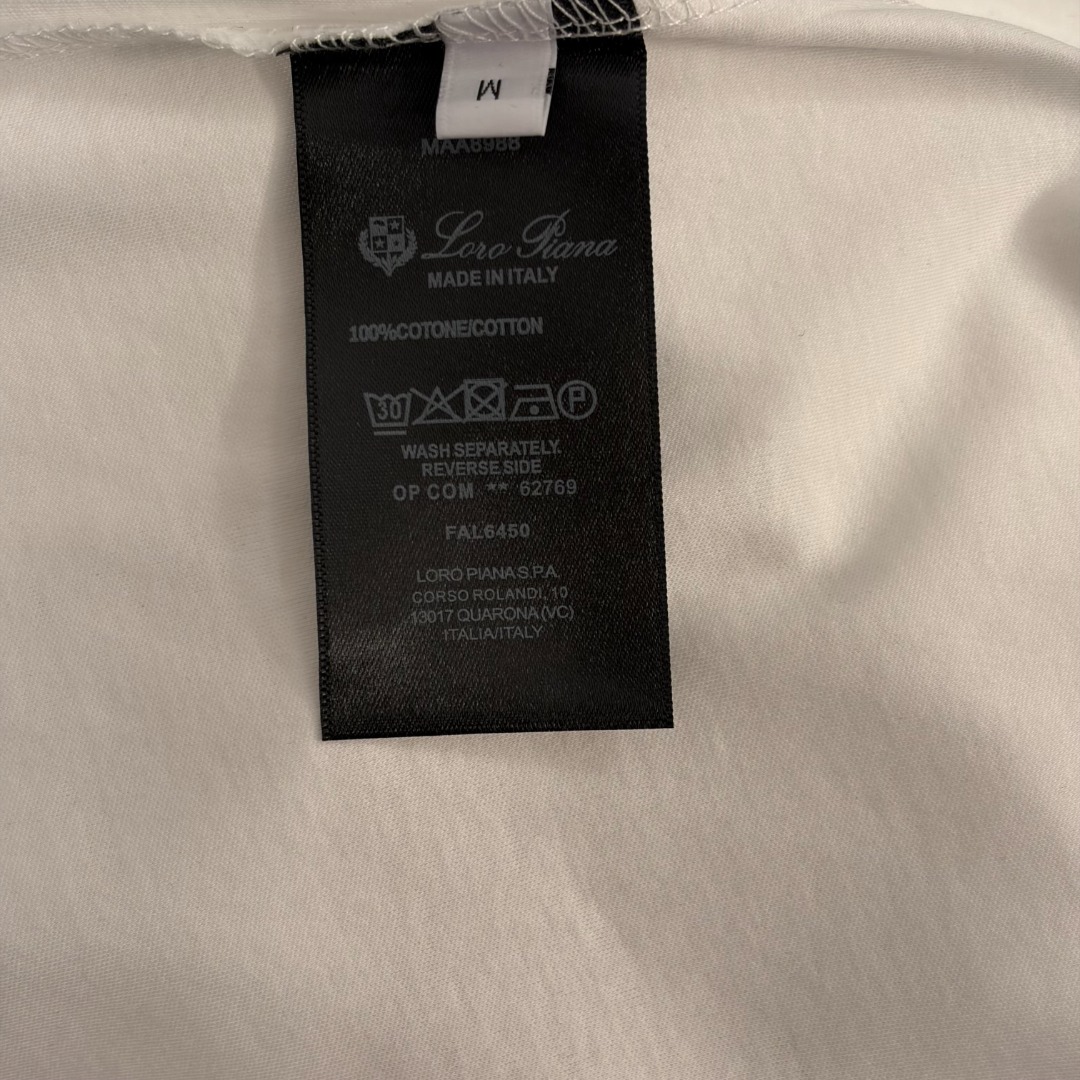 M
MAA8988
Loro Piana
MADE IN ITALY
100%COTONE/COTTON
30 P
WASH SEPARATELY.
REVERSE SIDE
OP COM ** 62769
FAL6450
LORO PIANA S.P.A.
CORSO ROLANDI, 10
13017 QUARONA (VC)
ITALIA/ITALY